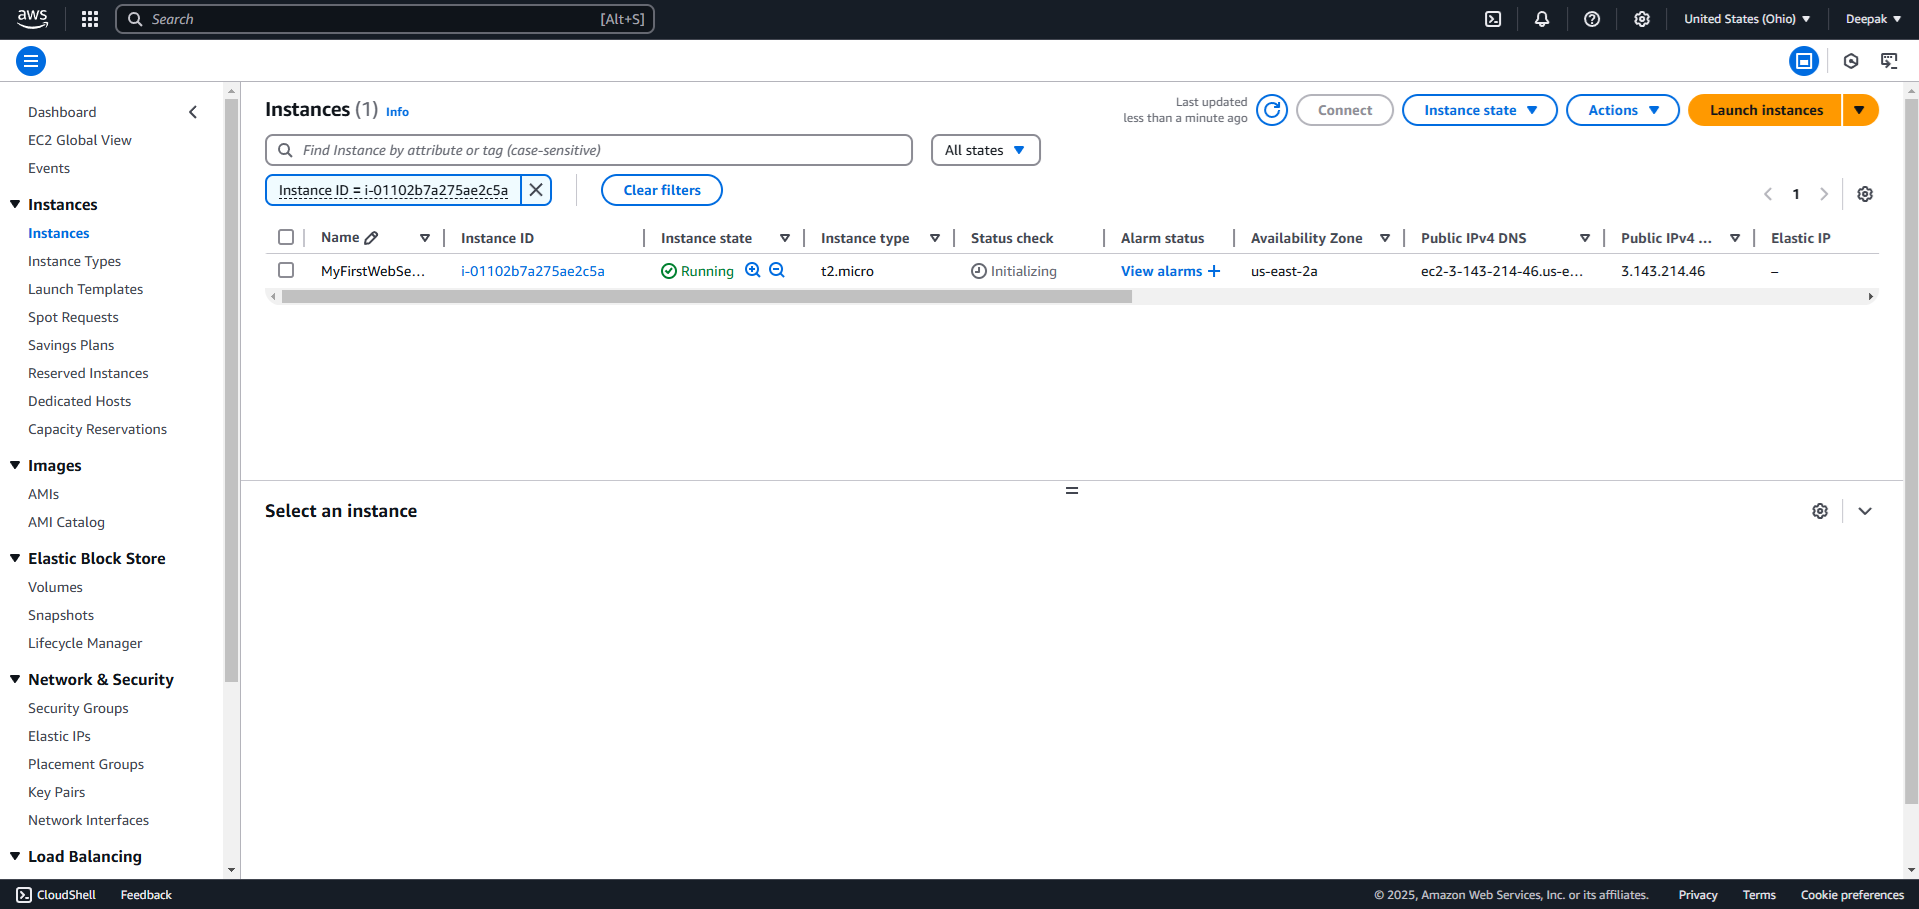 aws
Search [Alt+S]
United States (Ohio)
Deepak
Dashboard
EC2 Global View
Events
Instances
Instances
Instance Types
Launch Templates
Spot Requests
Savings Plans
Reserved Instances
Dedicated Hosts
Capacity Reservations
Images
AMIs
AMI Catalog
Elastic Block Store
Volumes
Snapshots
Lifecycle Manager
Network & Security
Security Groups
Elastic IPs
Placement Groups
Key Pairs
Network Interfaces
Load Balancing
Instances (1) Info
Last updated
less than a minute ago
Connect
Instance state
Actions
Launch instances
Find Instance by attribute or tag (case-sensitive)
All states
Instance ID = i-01102b7a275ae2c5a
Clear filters
1
Name Instance ID Instance state Instance type Status check Alarm status Availability Zone Public IPv4 DNS Public IPv4 ... Elastic IP
MyFirstWebSe... i-01102b7a275ae2c5a Running t2.micro Initializing View alarms + us-east-2a ec2-3-143-214-46.us-e... 3.143.214.46 –
Select an instance
CloudShell Feedback © 2025, Amazon Web Services, Inc. or its affiliates. Privacy Terms Cookie preferences